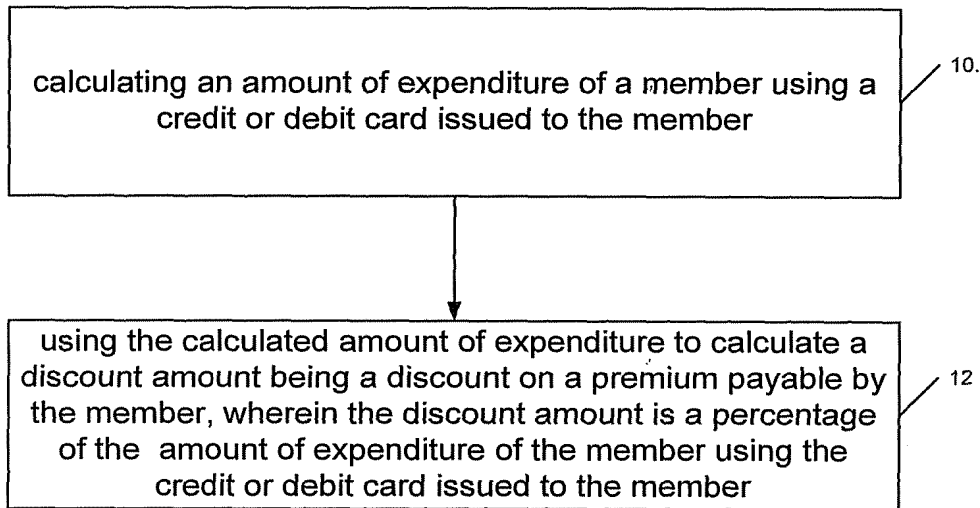 calculating an amount of expenditure of a member using a
credit or debit card issued to the member
10.
using the calculated amount of expenditure to calculate a
discount amount being a discount on a premium payable by
the member, wherein the discount amount is a percentage
of the amount of expenditure of the member using the
credit or debit card issued to the member
12